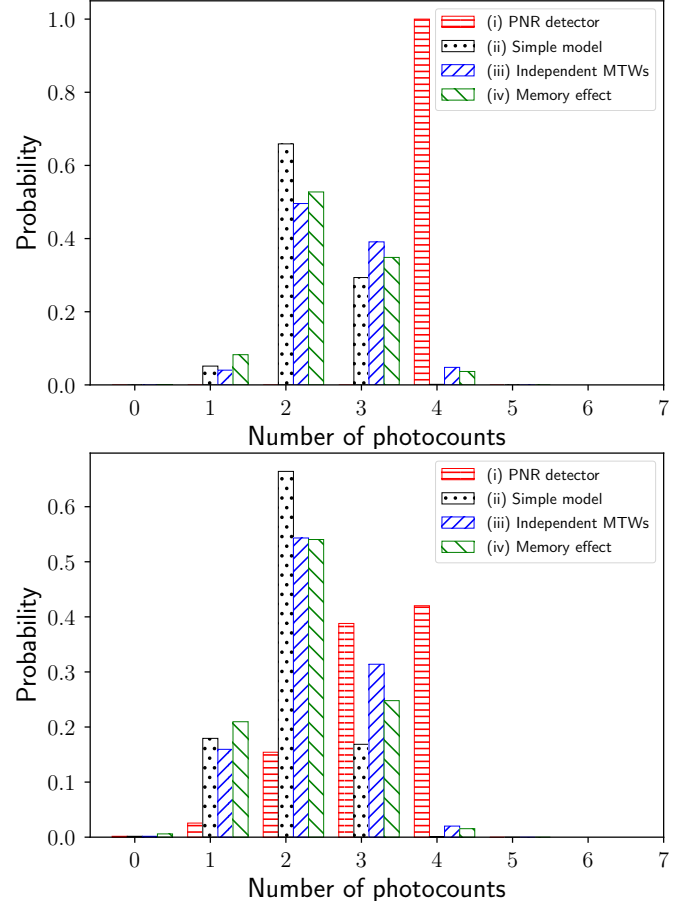 1.0
0.8
0.6
0.4
0.2
0.0
Probability
(i) PNR detector
(ii) Simple model
(iii) Independent MTWs
(iv) Memory effect
0 1 2 3 4 5 6 7
Number of photocounts
0.6
0.5
0.4
0.3
0.2
0.1
0.0
Probability
(i) PNR detector
(ii) Simple model
(iii) Independent MTWs
(iv) Memory effect
0 1 2 3 4 5 6 7
Number of photocounts